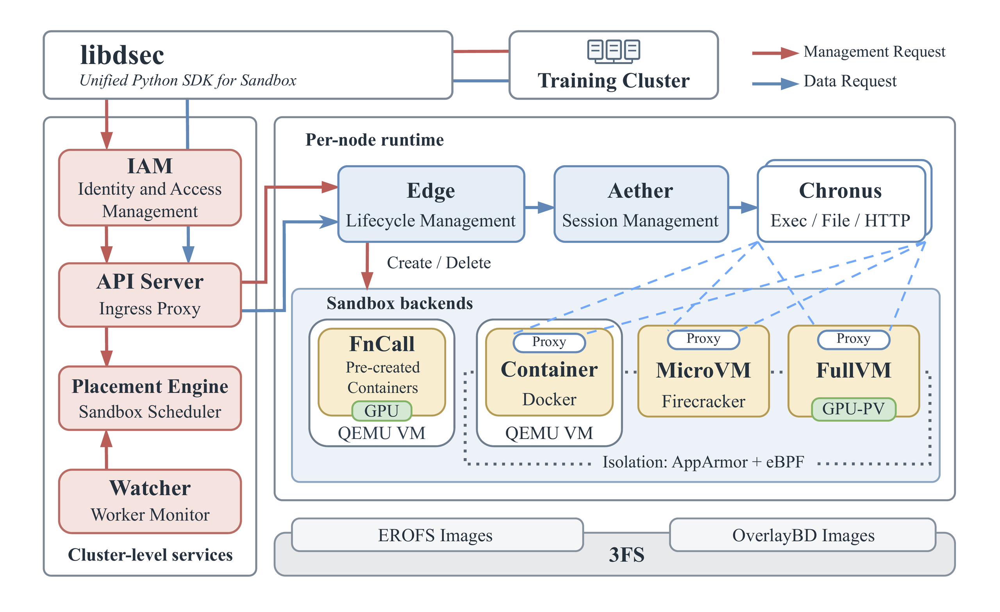 libdsec
Unified Python SDK for Sandbox
Training Cluster
Management Request
Data Request
IAM
Identity and Access
Management
API Server
Ingress Proxy
Placement Engine
Sandbox Scheduler
Watcher
Worker Monitor
Cluster-level services
Per-node runtime
Edge
Lifecycle Management
Aether
Session Management
Chronus
Exec / File / HTTP
Create / Delete
Sandbox backends
FnCall
Pre-created
Containers
GPU
QEMU VM
Proxy
Container
Docker
QEMU VM
Proxy
MicroVM
Firecracker
Proxy
FullVM
GPU-PV
Isolation: AppArmor + eBPF
EROFS Images
OverlayBD Images
3FS